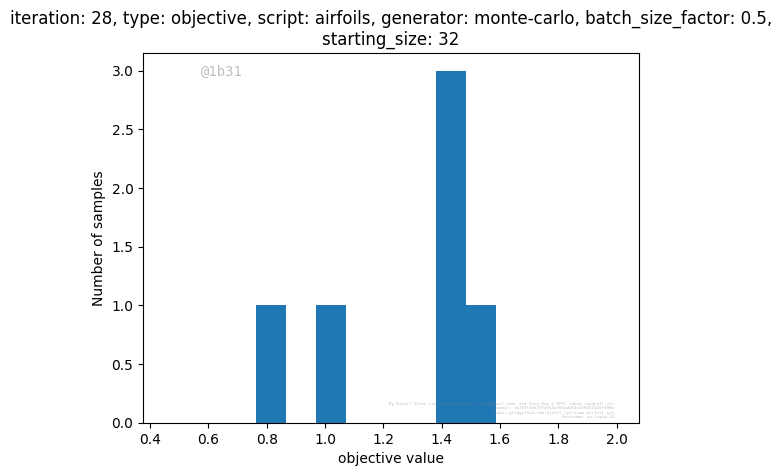 iteration: 28, type: objective, script: airfoils, generator: monte-carlo, batch_size_factor: 0.5,
starting_size: 32
@1b31
3.0
2.5
2.0
1.5
1.0
0.5
0.0
Number of samples
0.4 0.6 0.8 1.0 1.2 1.4 1.6 1.8 2.0
objective value